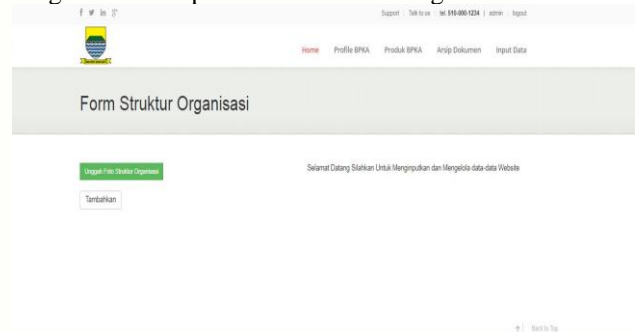 Support | Talk to us | tel. 510-000-1234 | admin | logout
Home Profile BPKA Produk BPKA Arsip Dokumen Input Data
Form Struktur Organisasi
Unggah Foto Struktur Organisasi
Selamat Datang Silahkan Untuk Menginputkan dan Mengelola data-data Website
Tambahkan
Back to Top